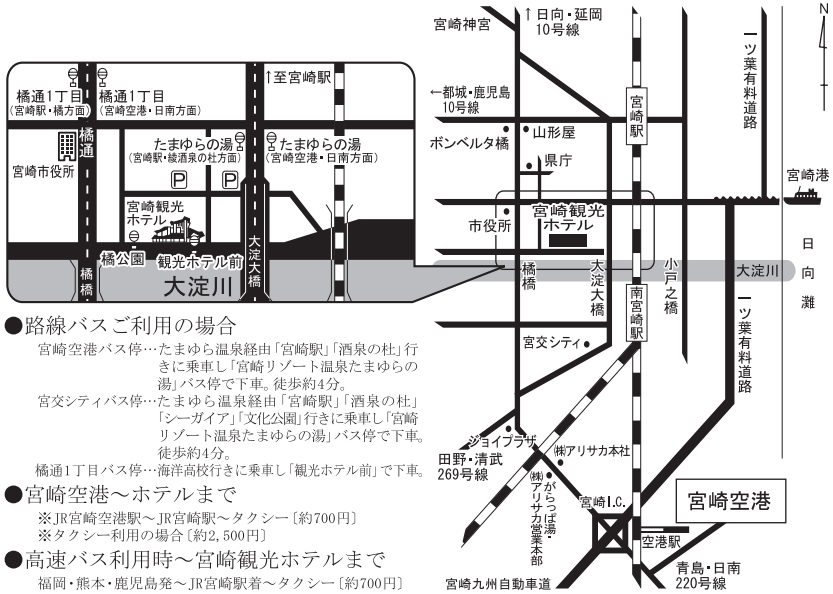 橘通1丁目
(宮崎駅・橘方面)
橘通1丁目
(宮崎空港・日南方面)
↑至宮崎駅
橘通
宮崎市役所
たまゆらの湯
(宮崎駅・綾酒泉の杜方面)
たまゆらの湯
(宮崎空港・日南方面)
P
P
宮崎観光
ホテル
橘公園
観光ホテル前
橘橋
大淀大橋
大淀川
●路線バスご利用の場合
宮崎空港バス停…たまゆら温泉経由「宮崎駅」「酒泉の杜」行
きに乗車し「宮崎リゾート温泉たまゆらの
湯」バス停で下車。徒歩約4分。
宮交シティバス停…たまゆら温泉経由「宮崎駅」「酒泉の杜」
「シーガイア」「文化公園」行きに乗車し「宮崎
リゾート温泉たまゆらの湯」バス停で下車。
徒歩約4分。
橘通1丁目バス停…海洋高校行きに乗車し「観光ホテル前」で下車。
●宮崎空港〜ホテルまで
※JR宮崎空港駅〜JR宮崎駅〜タクシー〔約700円〕
※タクシー利用の場合〔約2,500円〕
●高速バス利用時〜宮崎観光ホテルまで
福岡・熊本・鹿児島発〜JR宮崎駅着〜タクシー〔約700円〕
宮崎神宮
↑日向・延岡
10号線
N
←都城・鹿児島
10号線
一ツ葉有料道路
宮崎駅
ボンベルタ橘
山形屋
県庁
宮崎港
市役所
宮崎観光
ホテル
日向灘
橘橋
大淀大橋
南宮崎駅
小戸之橋
大淀川
一ツ葉有料道路
宮交シティ
ジョイプラザ
田野・清武
269号線
㈱アリサカ本社
がらっぱ湯・
㈱アリサカ営業本部
宮崎I.C.
宮崎空港
空港駅
青島・日南
220号線
宮崎九州自動車道